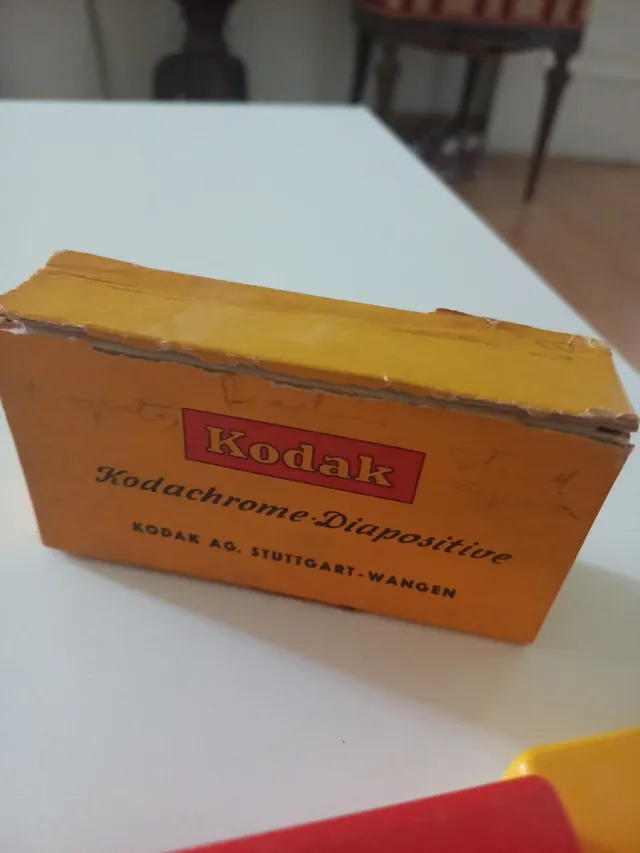 Kodak
Kodachrome-Diapositive
KODAK AG. STUTTGART-WANGEN